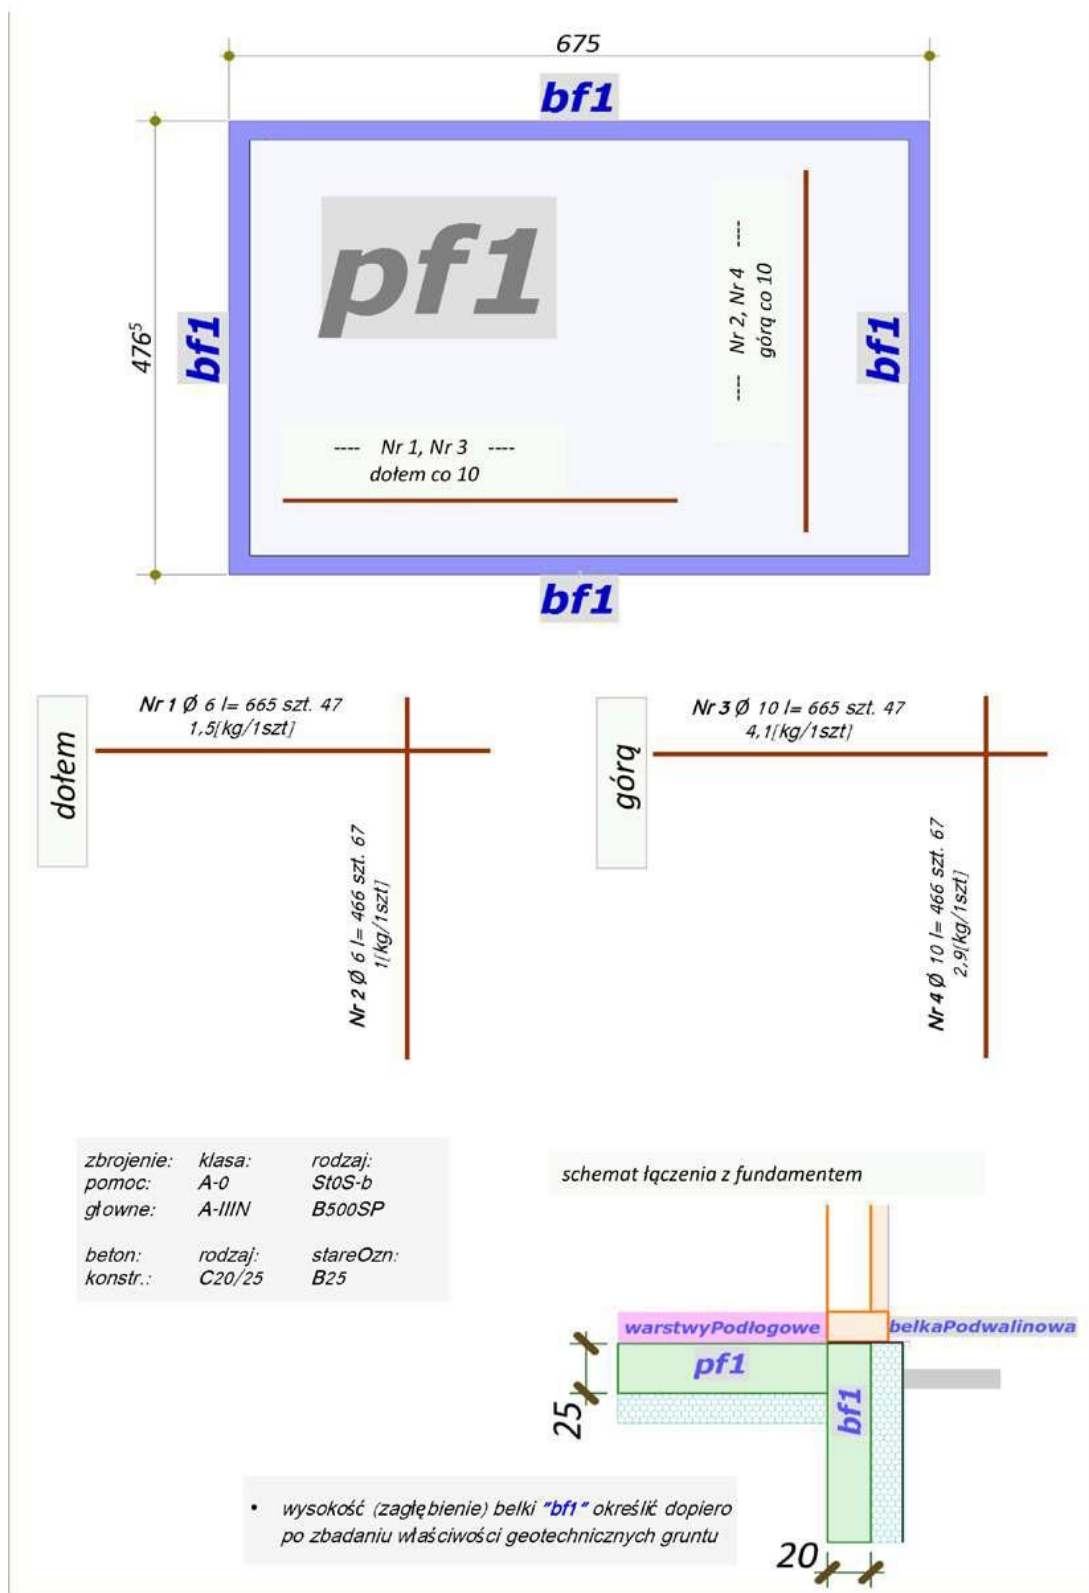 675
bf1
476⁵
bf1
pf1
---- Nr 2, Nr 4 ----
górą co 10
bf1
---- Nr 1, Nr 3 ----
dołem co 10
bf1
dołem
Nr 1 Ø 6 l= 665 szt. 47
1,5[kg/1szt]
Nr 2 Ø 6 l= 466 szt. 67
1[kg/1szt]
górą
Nr 3 Ø 10 l= 665 szt. 47
4,1[kg/1szt]
Nr 4 Ø 10 l= 466 szt. 67
2,9[kg/1szt]
zbrojenie: klasa: rodzaj:
pomoc: A-0 St0S-b
głowne: A-IIIN B500SP
beton: rodzaj: stareOzn:
konstr.: C20/25 B25
schemat łączenia z fundamentem
warstwyPodłogowe
belkaPodwalinowa
pf1
bf1
25
20
• wysokość (zagłębienie) belki "bf1" określić dopiero
po zbadaniu właściwości geotechnicznych gruntu